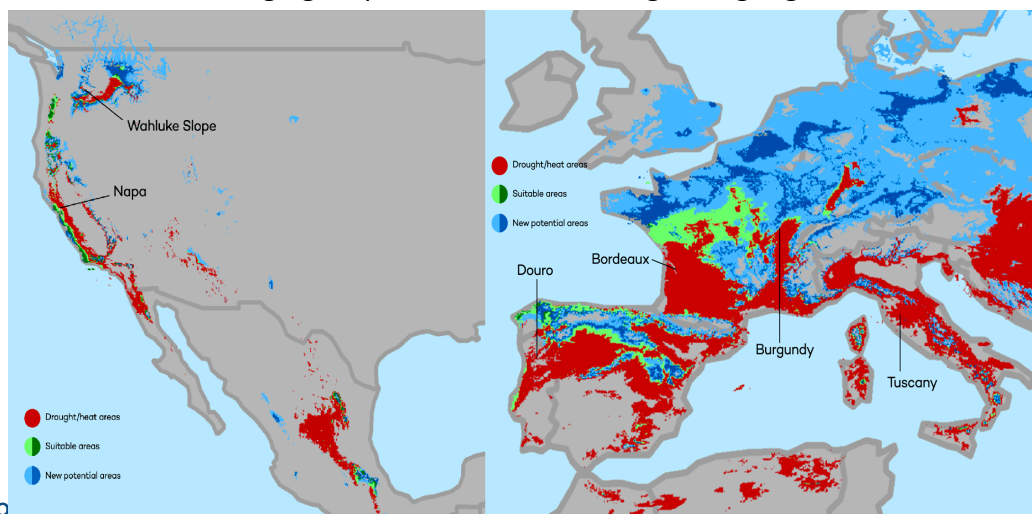 Wahluke Slope
Napa
Drought/heat areas
Suitable areas
New potential areas
Drought/heat areas
Suitable areas
New potential areas
Bordeaux
Douro
Burgundy
Tuscany